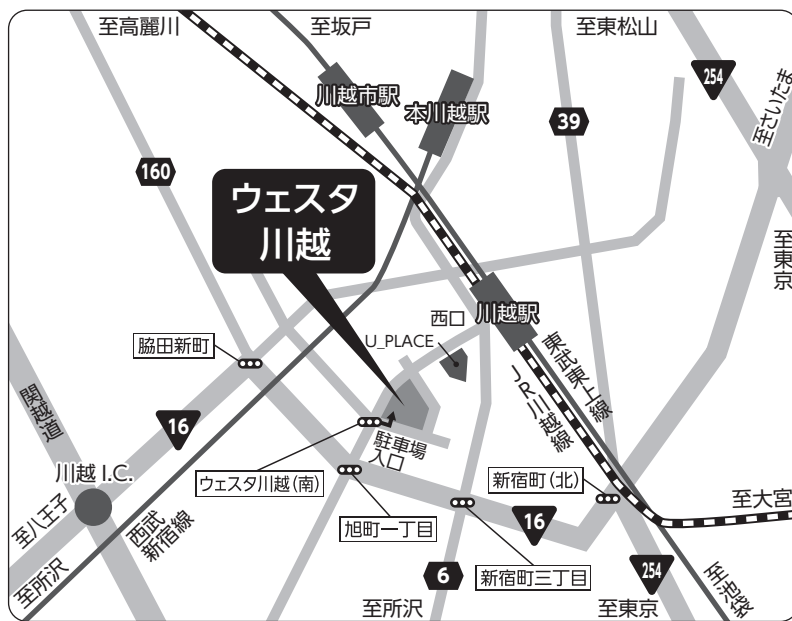 至高麗川
至坂戸
至東松山
254
至さいたま
川越市駅
本川越駅
39
160
ウェスタ
川越
至東京
川越駅
西口
U_PLACE
東武東上線
JR川越線
脇田新町
関越道
16
駐車場
入口
川越 I.C.
ウェスタ川越(南)
新宿町(北)
至大宮
至八王子
西武
新宿線
旭町一丁目
16
6
新宿町三丁目
254
至池袋
至所沢
至所沢
至東京